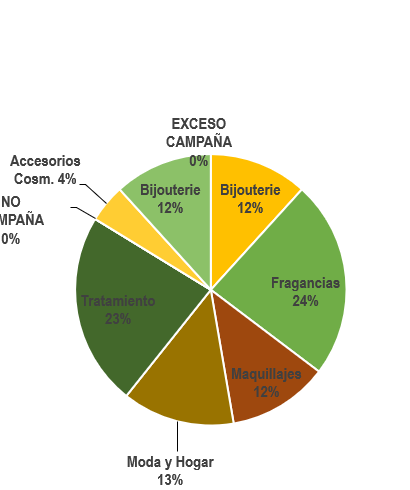 EXCESO
CAMPAÑA
0%
Accesorios
Cosm. 4%
NO
MPAÑA
0%
Bijouterie
12%
Bijouterie
12%
Fragancias
24%
Tratamiento
23%
Maquillajes
12%
Moda y Hogar
13%